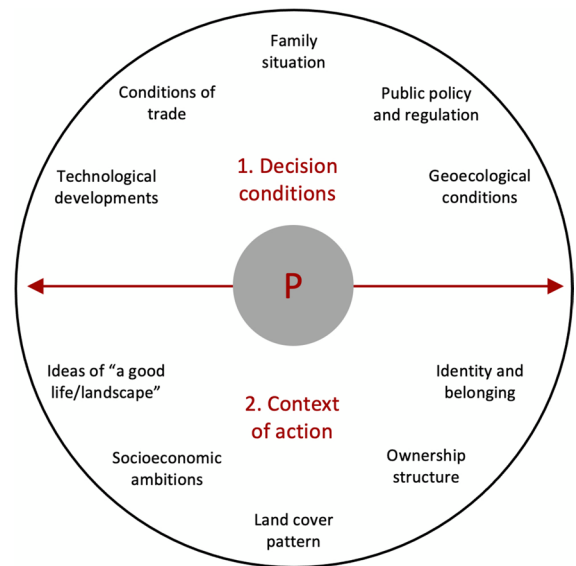 Family
situation
Conditions of
trade
Public policy
and regulation
Technological
developments
1. Decision
conditions
Geoecological
conditions
P
Ideas of “a good
life/landscape”
2. Context
of action
Identity and
belonging
Socioeconomic
ambitions
Ownership
structure
Land cover
pattern